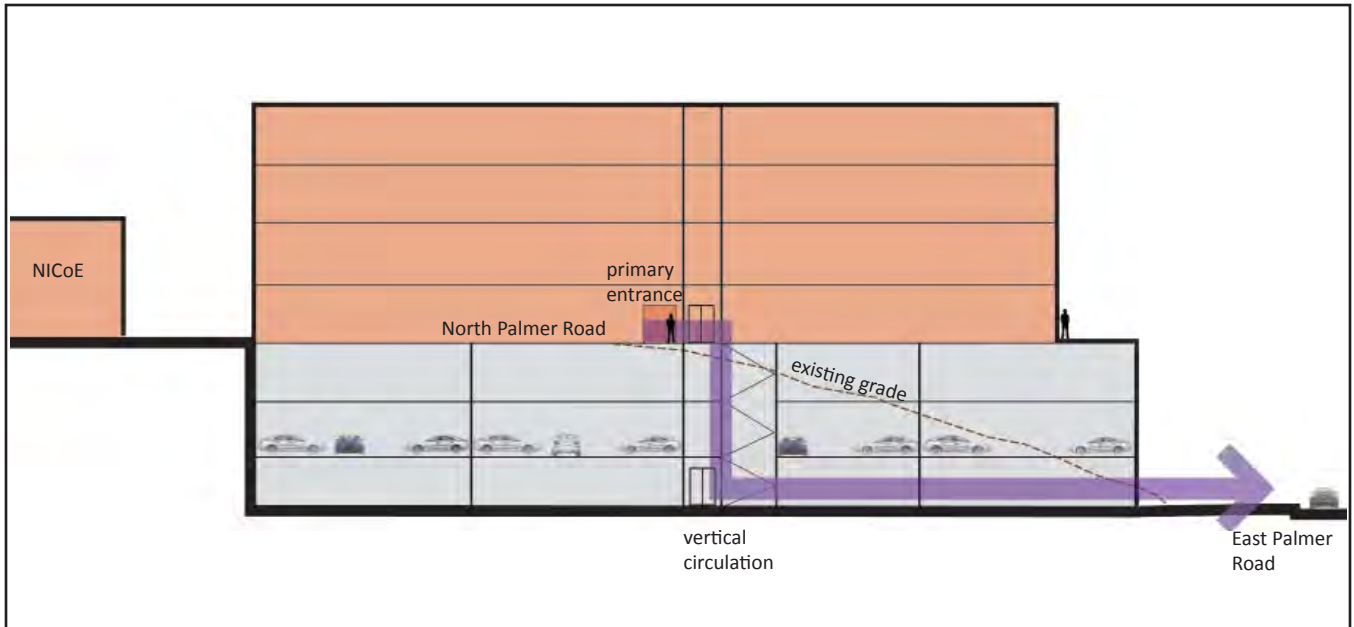 NICoE
primary
entrance
North Palmer Road
existing grade
vertical
circulation
East Palmer
Road